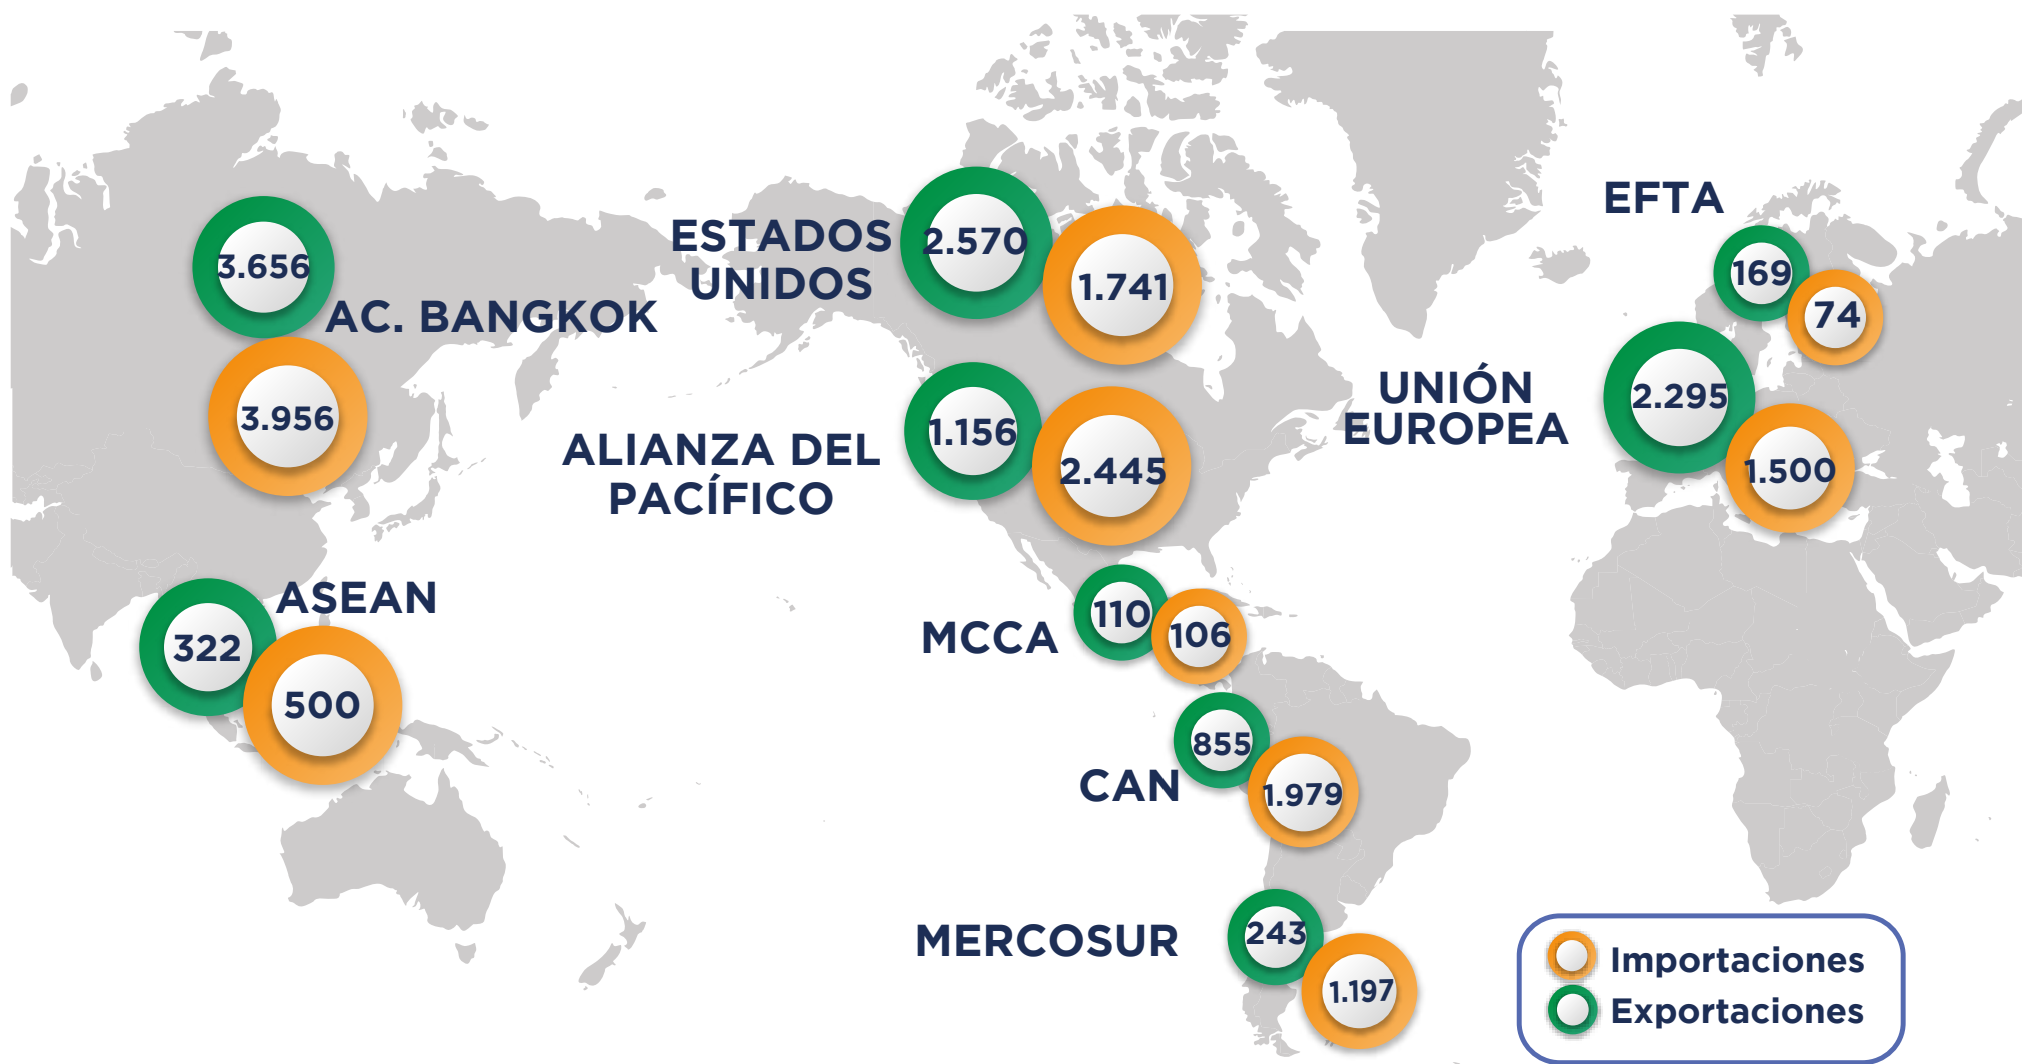 3.656
AC. BANGKOK
3.956
ASEAN
322
500
ESTADOS
UNIDOS
2.570
1.741
ALIANZA DEL
PACÍFICO
1.156
2.445
MCCA
110
106
CAN
855
1.979
MERCOSUR
243
1.197
EFTA
169
74
UNIÓN
EUROPEA
2.295
1.500
Importaciones
Exportaciones